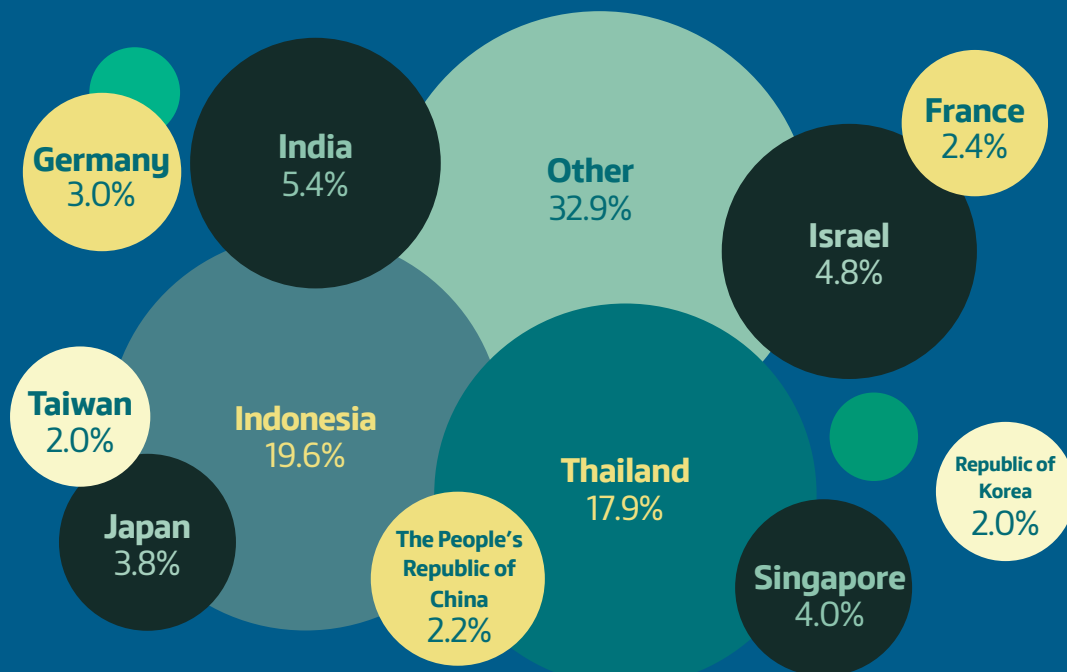 France
2.4%
India
5.4%
Germany
3.0%
Other
32.9%
Israel
4.8%
Taiwan
2.0%
Indonesia
19.6%
Thailand
17.9%
Republic of
Korea
2.0%
Japan
3.8%
The People’s
Republic of
China
2.2%
Singapore
4.0%